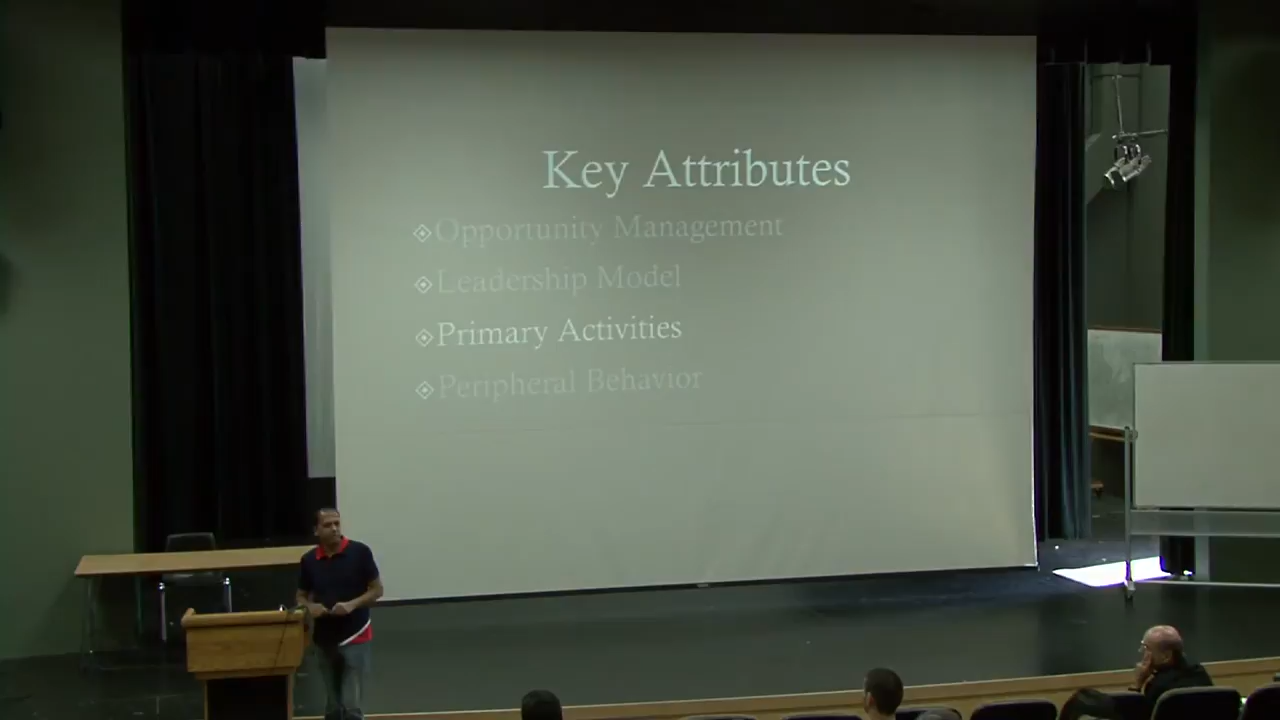 Key Attributes
Opportunity Management
Leadership Model
Primary Activities
Peripheral Behavior